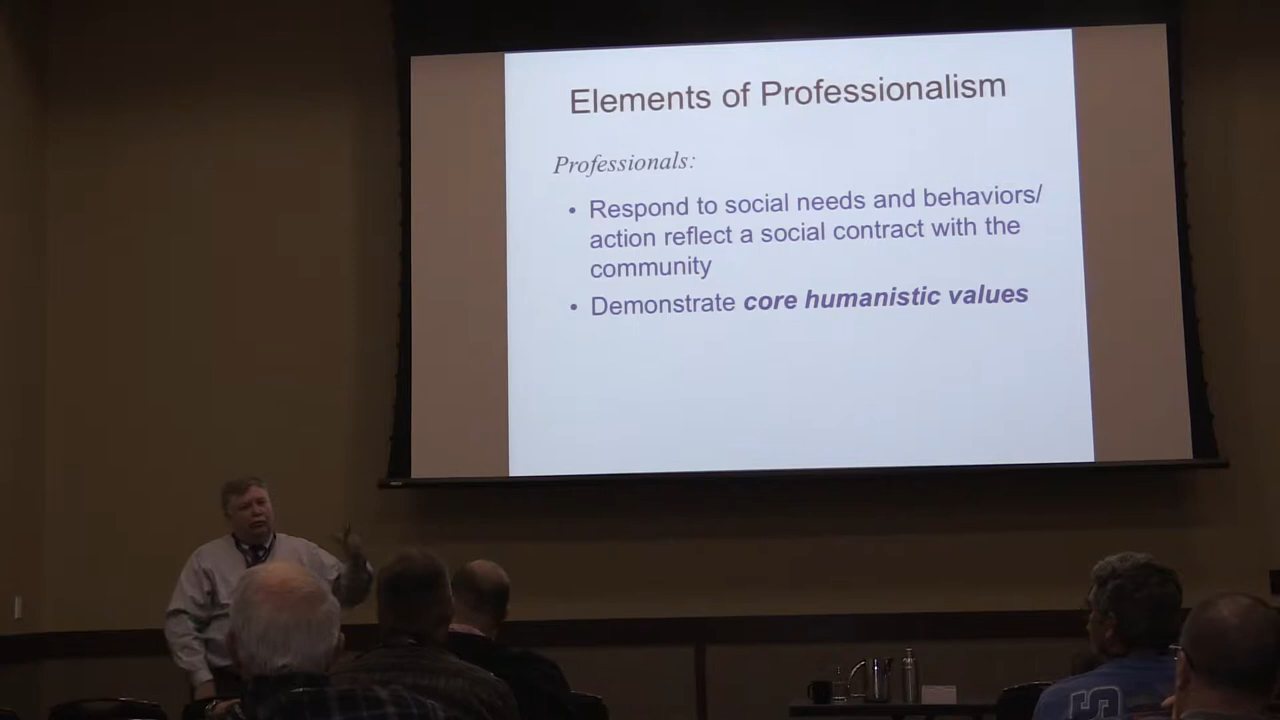 Elements of Professionalism
Professionals:
• Respond to social needs and behaviors/
action reflect a social contract with the
community
• Demonstrate core humanistic values
S